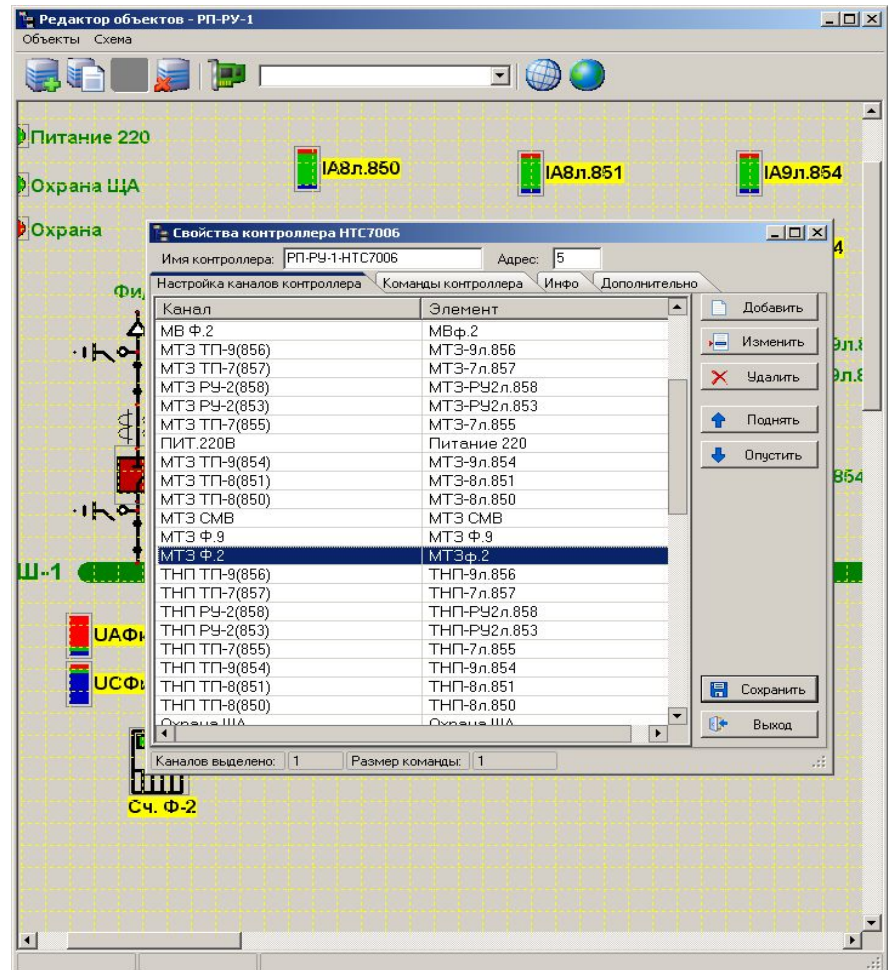 Редактор объектов - РП-РУ-1
Объекты Схема
Питание 220
IA8л.850
IA8л.851
IA9л.854
Охрана ЩА
Охрана
Свойства контроллера НТС7006
Имя контроллера: РП-РУ-1-НТС7006 Адрес: 5
Настройка каналов контроллера Команды контроллера Инфо Дополнительно
Канал Элемент
МВ Ф.2 МВф.2
МТЗ ТП-9(856) МТЗ-9л.856
МТЗ ТП-7(857) МТЗ-7л.857
МТЗ РУ-2(858) МТЗ-РУ2л.858
МТЗ РУ-2(853) МТЗ-РУ2л.853
МТЗ ТП-7(855) МТЗ-7л.855
ПИТ.220В Питание 220
МТЗ ТП-9(854) МТЗ-9л.854
МТЗ ТП-8(851) МТЗ-8л.851
МТЗ ТП-8(850) МТЗ-8л.850
МТЗ СМВ МТЗ СМВ
МТЗ Ф.9 МТЗ Ф.9
МТЗ Ф.2 МТЗф.2
ТНП ТП-9(856) ТНП-9л.856
ТНП ТП-7(857) ТНП-7л.857
ТНП РУ-2(858) ТНП-РУ2л.858
ТНП РУ-2(853) ТНП-РУ2л.853
ТНП ТП-7(855) ТНП-7л.855
ТНП ТП-9(854) ТНП-9л.854
ТНП ТП-8(851) ТНП-8л.851
ТНП ТП-8(850) ТНП-8л.850
Охрана ЩА Охрана ЩА
Добавить
Изменить
Удалить
Поднять
Опустить
Сохранить
Выход
Каналов выделено: 1 Размер команды: 1
Ш-1
854
Сч. Ф-2